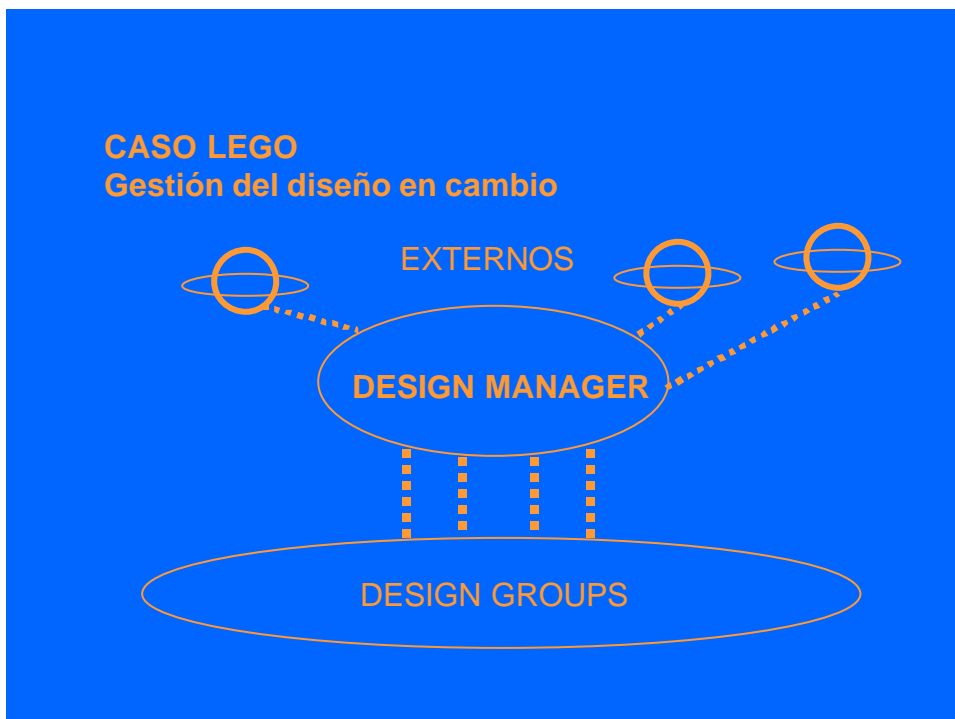 CASO LEGO
Gestión del diseño en cambio
EXTERNOS
DESIGN MANAGER
DESIGN GROUPS